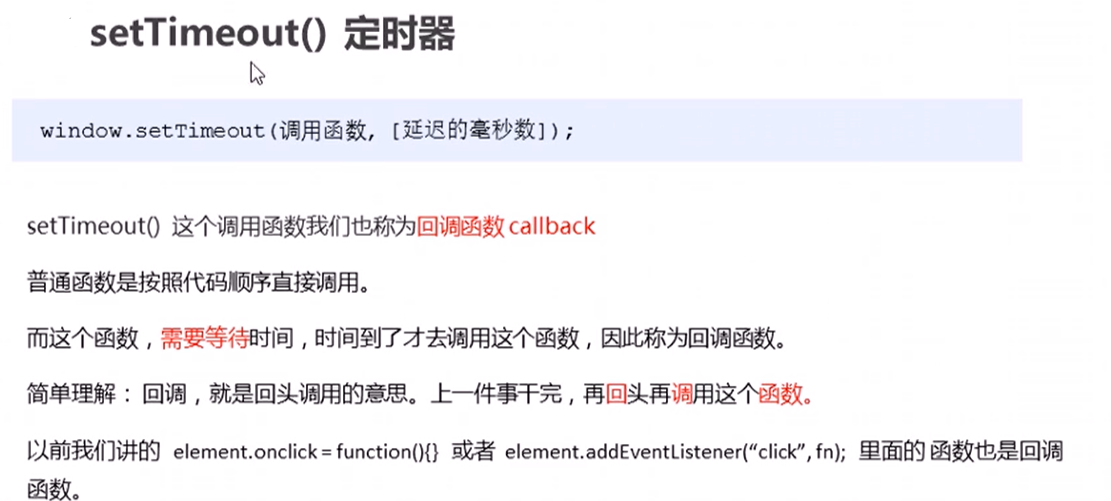 setTimeout() 定时器
window.setTimeout(调用函数, [延迟的毫秒数]);
setTimeout() 这个调用函数我们也称为回调函数 callback
普通函数是按照代码顺序直接调用。
而这个函数，需要等待时间，时间到了才去调用这个函数，因此称为回调函数。
简单理解： 回调，就是回头调用的意思。上一件事干完，再回头再调用这个函数。
以前我们讲的 element.onclick = function(){} 或者 element.addEventListener(“click”, fn); 里面的 函数也是回调
函数。